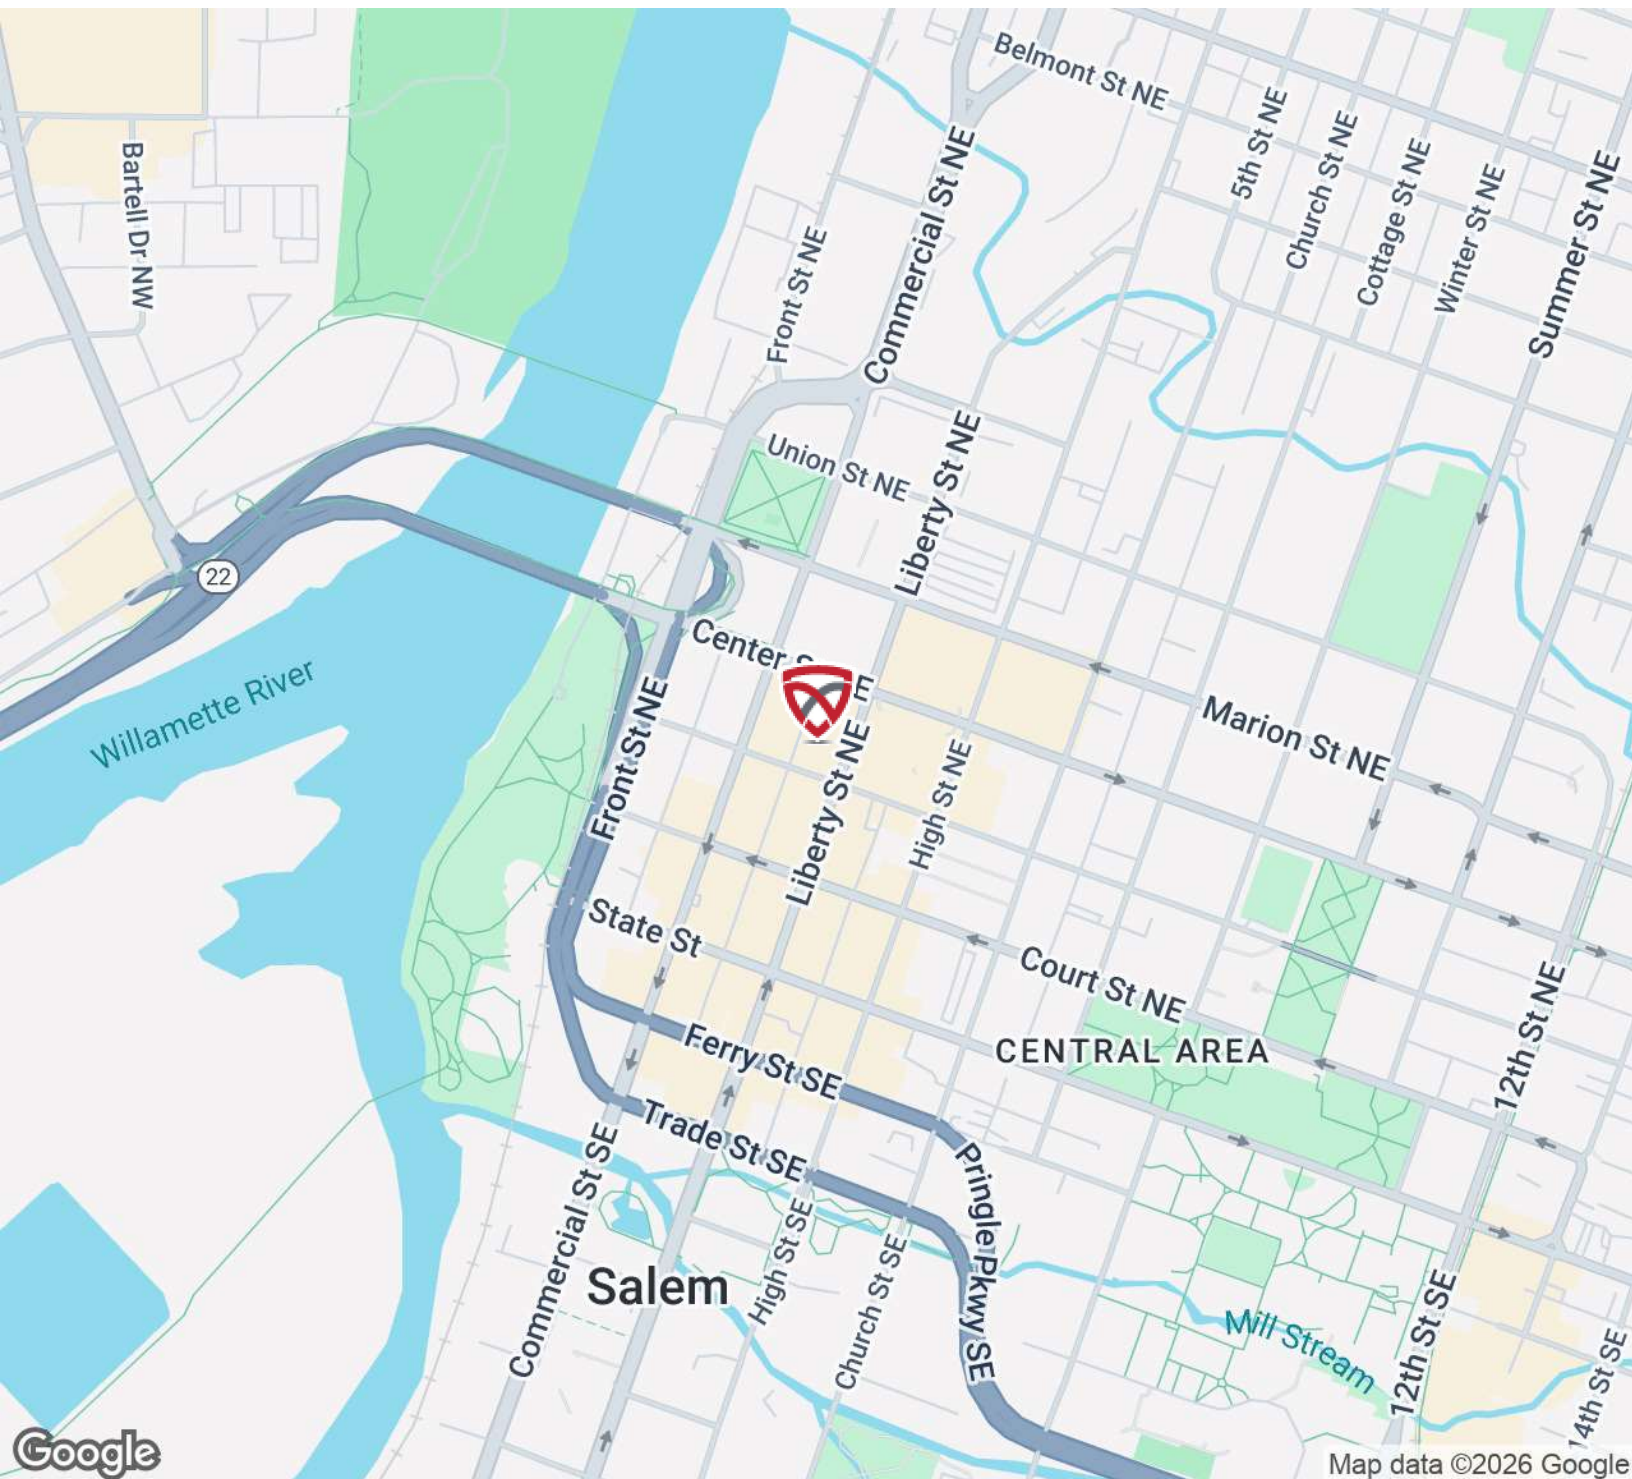 Belmont St NE
5th St NE
Church St NE
Cottage St NE
Winter St NE
Summer St NE
Bartell Dr NW
Commercial St NE
Front St NE
Union St NE
Liberty St NE
22
Center
E
Willamette River
Front St NE
Marion St NE
Liberty St NE
High St NE
State St
Court St NE
CENTRAL AREA
12th St NE
Ferry St SE
Trade St SE
Pringle Pkwy SE
Commercial St SE
High St SE
Church St SE
Salem
Mill Stream
12th St SE
14th St SE
Google
Map data ©2026 Google